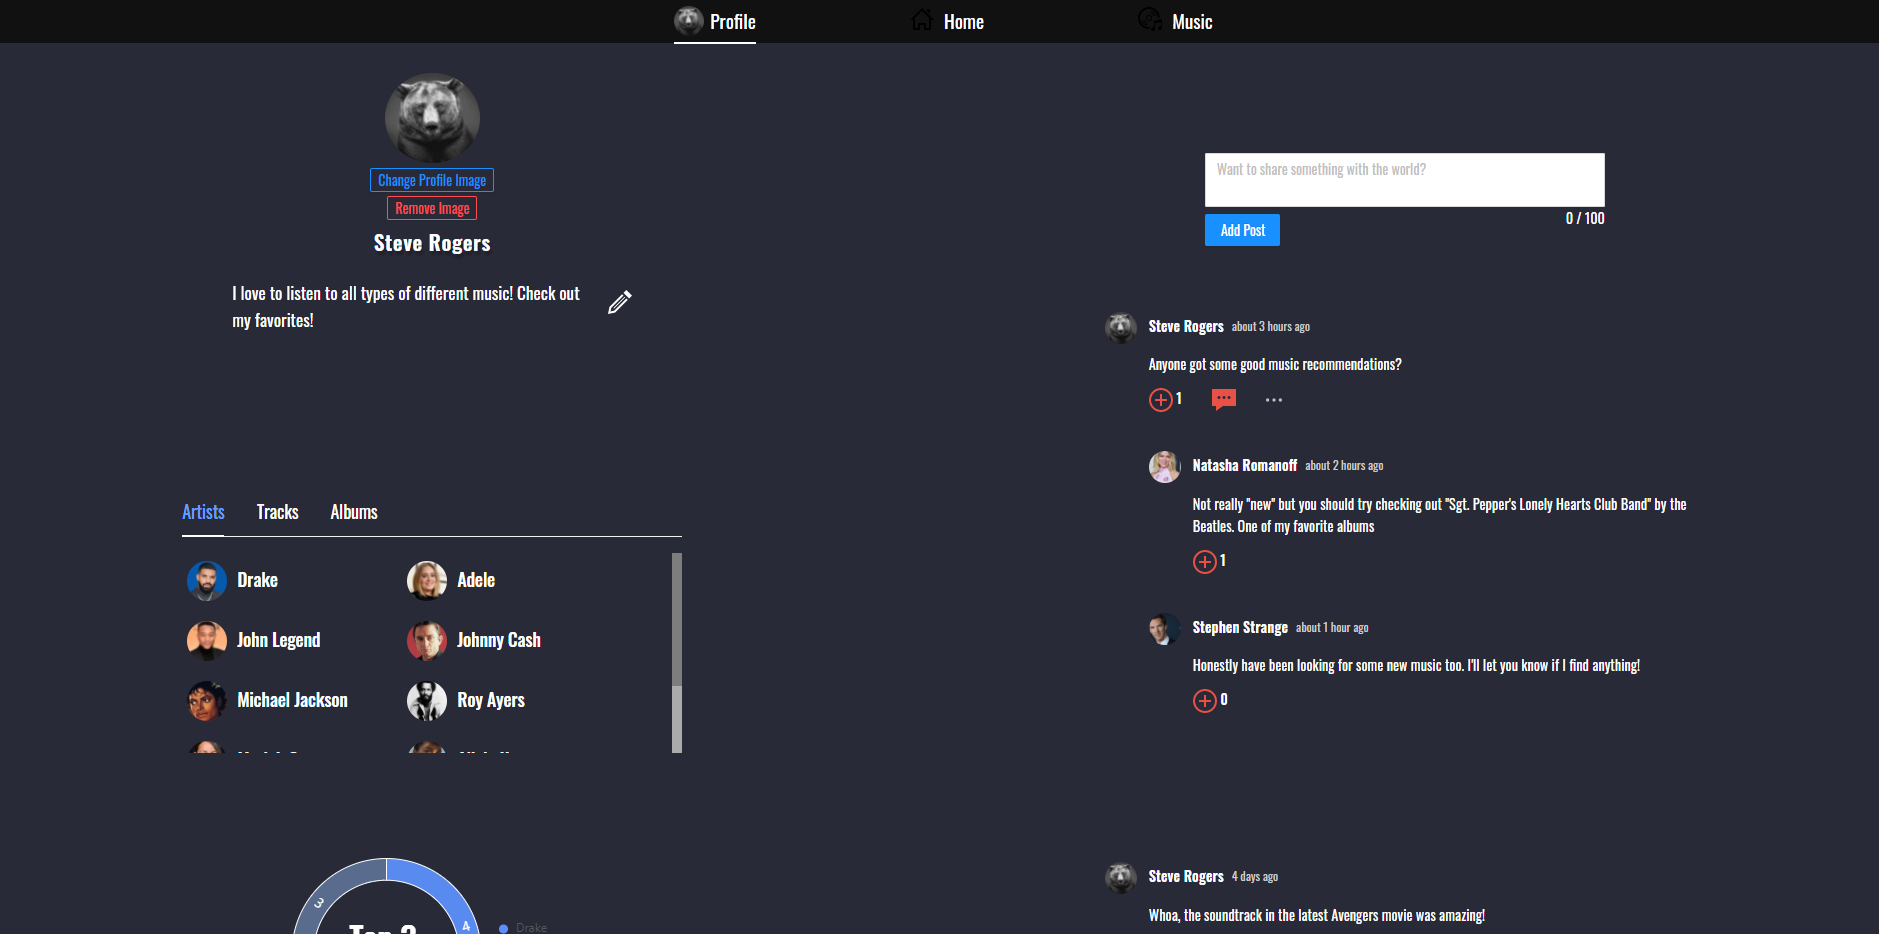 Profile
Home
Music
Change Profile Image
Remove Image
Steve Rogers
I love to listen to all types of different music! Check out
my favorites!
Artists
Tracks
Albums
Drake
Adele
John Legend
Johnny Cash
Michael Jackson
Roy Ayers
3
4
Drake
Want to share something with the world?
0 / 100
Add Post
Steve Rogers about 3 hours ago
Anyone got some good music recommendations?
1
Natasha Romanoff about 2 hours ago
Not really "new" but you should try checking out "Sgt. Pepper's Lonely Hearts Club Band" by the
Beatles. One of my favorite albums
1
Stephen Strange about 1 hour ago
Honestly have been looking for some new music too. I'll let you know if I find anything!
0
Steve Rogers 4 days ago
Whoa, the soundtrack in the latest Avengers movie was amazing!